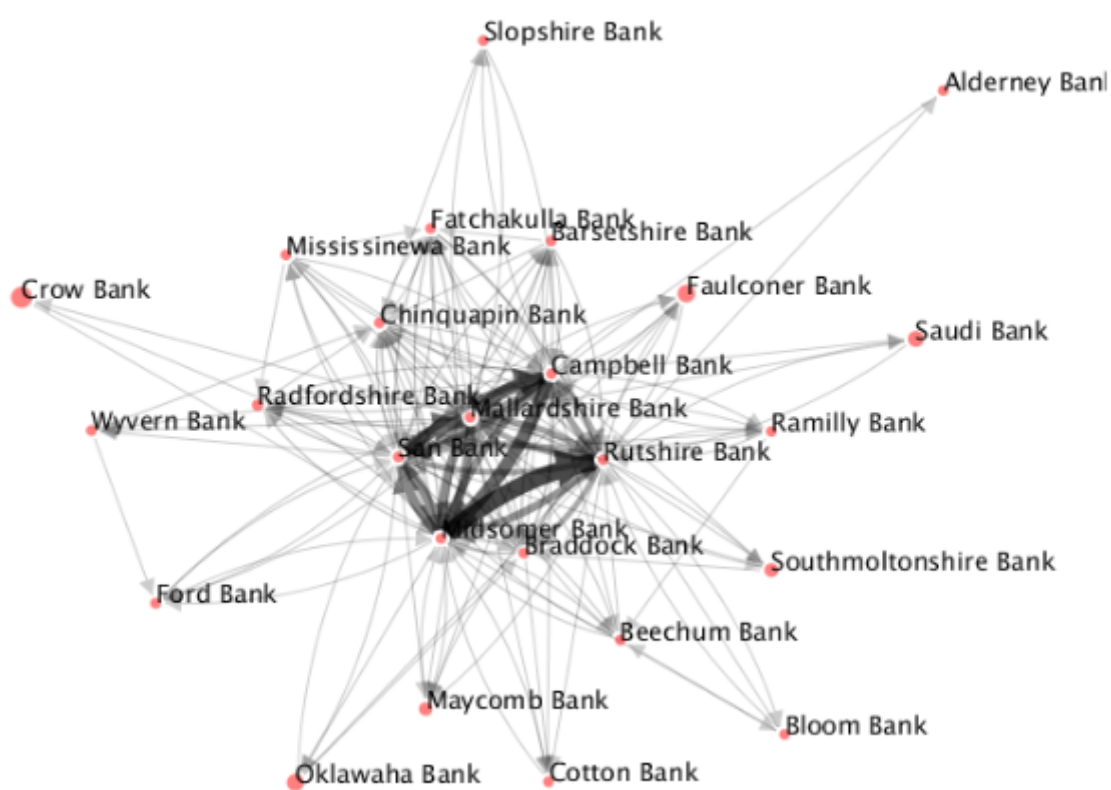 Slopshire Bank
Alderney Ban
Fatchakulla Bank
Barsetshire Bank
Mississinewa Bank
Crow Bank
Faulconer Bank
Chinquapin Bank
Saudi Bank
Campbell Bank
Radfordshire Bank
Mallardshire Bank
Wyvern Bank
Ramilly Bank
San Bank
Rutshire Bank
Midsomer Bank
Braddock Bank
Southmoltonshire Bank
Ford Bank
Beechum Bank
Maycomb Bank
Bloom Bank
Oklawaha Bank
Cotton Bank